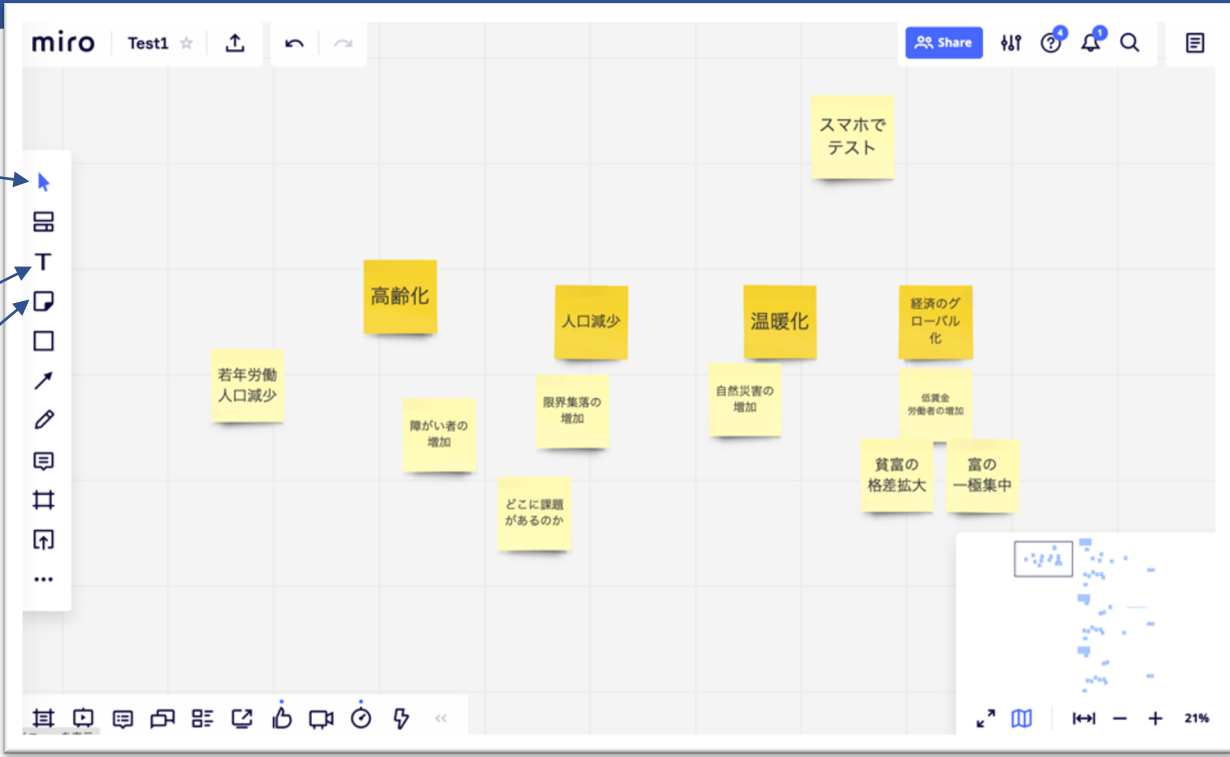 miro
Test1
Share
4
1
スマホで
テスト
T
高齢化
人口減少
温暖化
経済のグ
ローバル
化
若年労働
人口減少
障がい者の
増加
限界集落の
増加
自然災害の
増加
低賃金
労働者の増加
貧富の
格差拡大
富の
一極集中
どこに課題
があるのか
21%